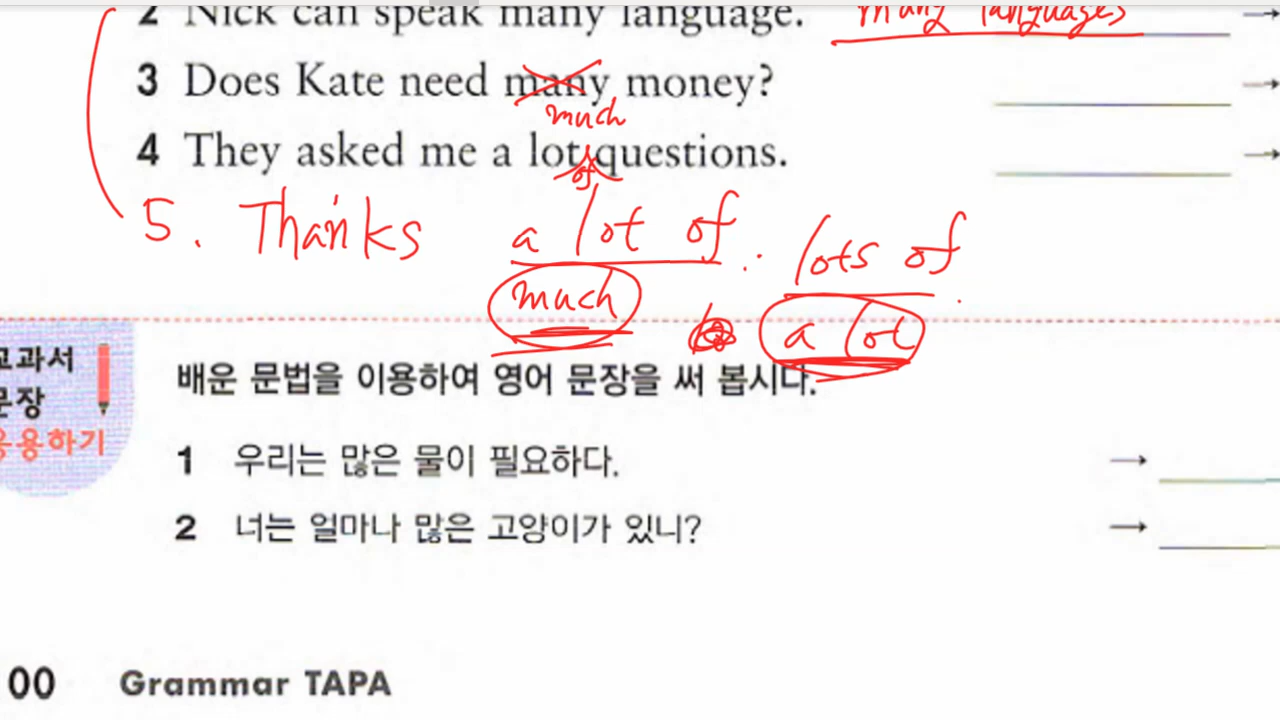 2 Nick can speak many language. many languages →
3 Does Kate need many money? →
much
4 They asked me a lot questions. →
of
5. Thanks a lot of . lots of .
much a lot
교과서
문장
응용하기
배운 문법을 이용하여 영어 문장을 써 봅시다.
1 우리는 많은 물이 필요하다. →
2 너는 얼마나 많은 고양이가 있니? →
00 Grammar TAPA